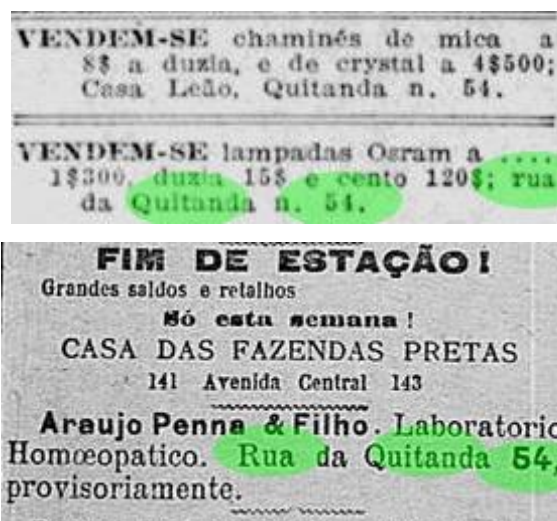 VENDEM-SE chaminés de mica a
8$ a duzia, e de crystal a 4$500;
Casa Leão, Quitanda n. 54.
VENDEM-SE lampadas Osram a ....
1$300, duzia 15$ e cento 120$; rua
da Quitanda n. 54.
FIM DE ESTAÇÃO!
Grandes saldos e retalhos
Só esta semana!
CASA DAS FAZENDAS PRETAS
141 Avenida Central 143
Araujo Penna & Filho. Laboratorio
Homœopatico. Rua da Quitanda 54,
provisoriamente.